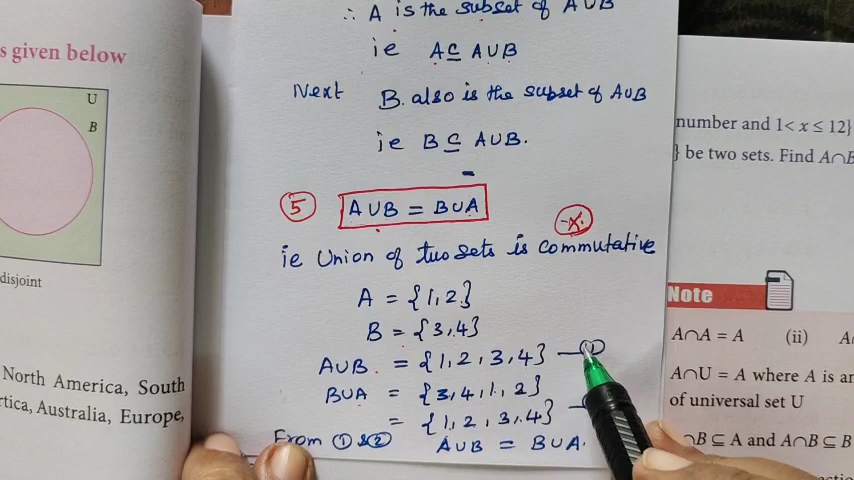 ∴ A is the subset of A∪B
ie A⊆ A∪B
Next B. also is the subset of A∪B
ie B ⊆ A∪B.
⑤ A∪B = B∪A
ie Union of two sets is commutative
A = {1,2}
B = {3,4}
A∪B = {1,2,3,4} — ①
B∪A = {3,4,1,2}
= {1,2,3,4} —
From ① & ② A∪B = B∪A.
s given below
U
B
disjoint
North America, South
rtica, Australia, Europe,
number and 1< x ≤ 12}
} be two sets. Find A∩B
Note
A∩A = A (ii)
A∩U = A where A is an
of universal set U
∩B ⊆ A and A∩B ⊆ B